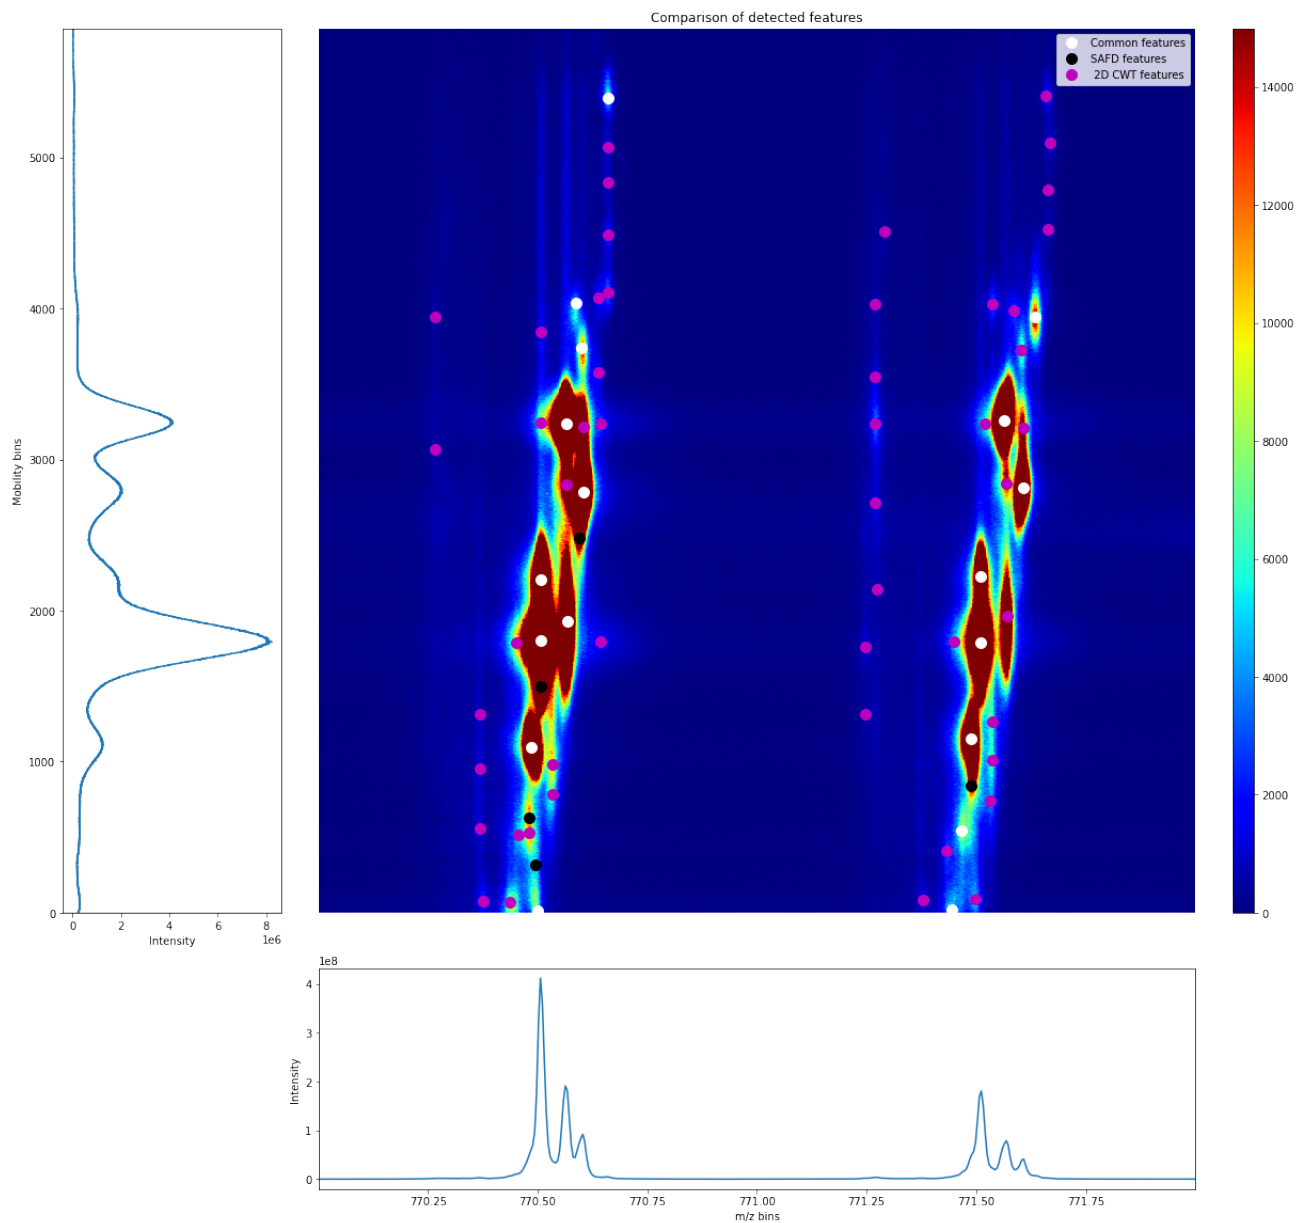 Comparison of detected features
Common features
SAFD features
2D CWT features
5000
4000
3000
2000
1000
0
Mobility bins
0 2 4 6 8
Intensity
1e6
14000
12000
10000
8000
6000
4000
2000
0
1e8
4
3
2
1
0
Intensity
770.25 770.50 770.75 771.00 771.25 771.50 771.75
m/z bins